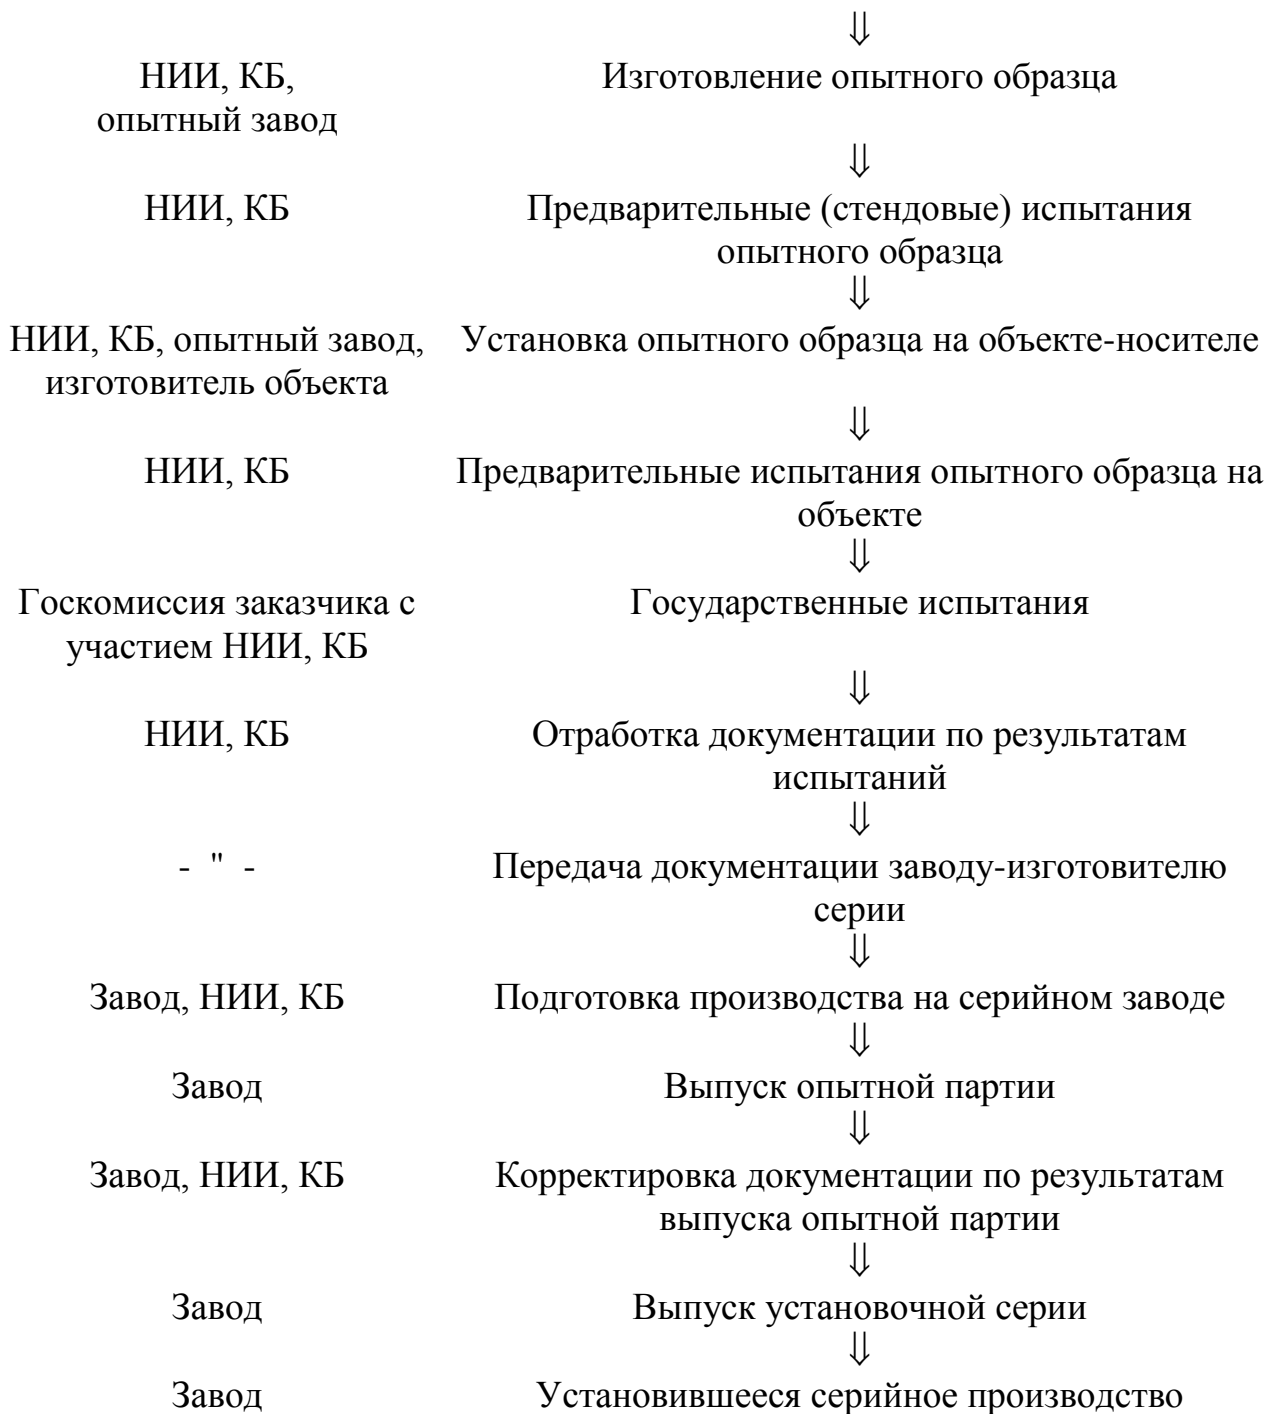 ⇓
НИИ, КБ, Изготовление опытного образца
опытный завод
⇓
НИИ, КБ Предварительные (стендовые) испытания
опытного образца
⇓
НИИ, КБ, опытный завод, Установка опытного образца на объекте-носителе
изготовитель объекта
⇓
НИИ, КБ Предварительные испытания опытного образца на
объекте
⇓
Госкомиссия заказчика с Государственные испытания
участием НИИ, КБ
⇓
НИИ, КБ Отработка документации по результатам
испытаний
⇓
- " - Передача документации заводу-изготовителю
серии
⇓
Завод, НИИ, КБ Подготовка производства на серийном заводе
⇓
Завод Выпуск опытной партии
⇓
Завод, НИИ, КБ Корректировка документации по результатам
выпуска опытной партии
⇓
Завод Выпуск установочной серии
⇓
Завод Установившееся серийное производство